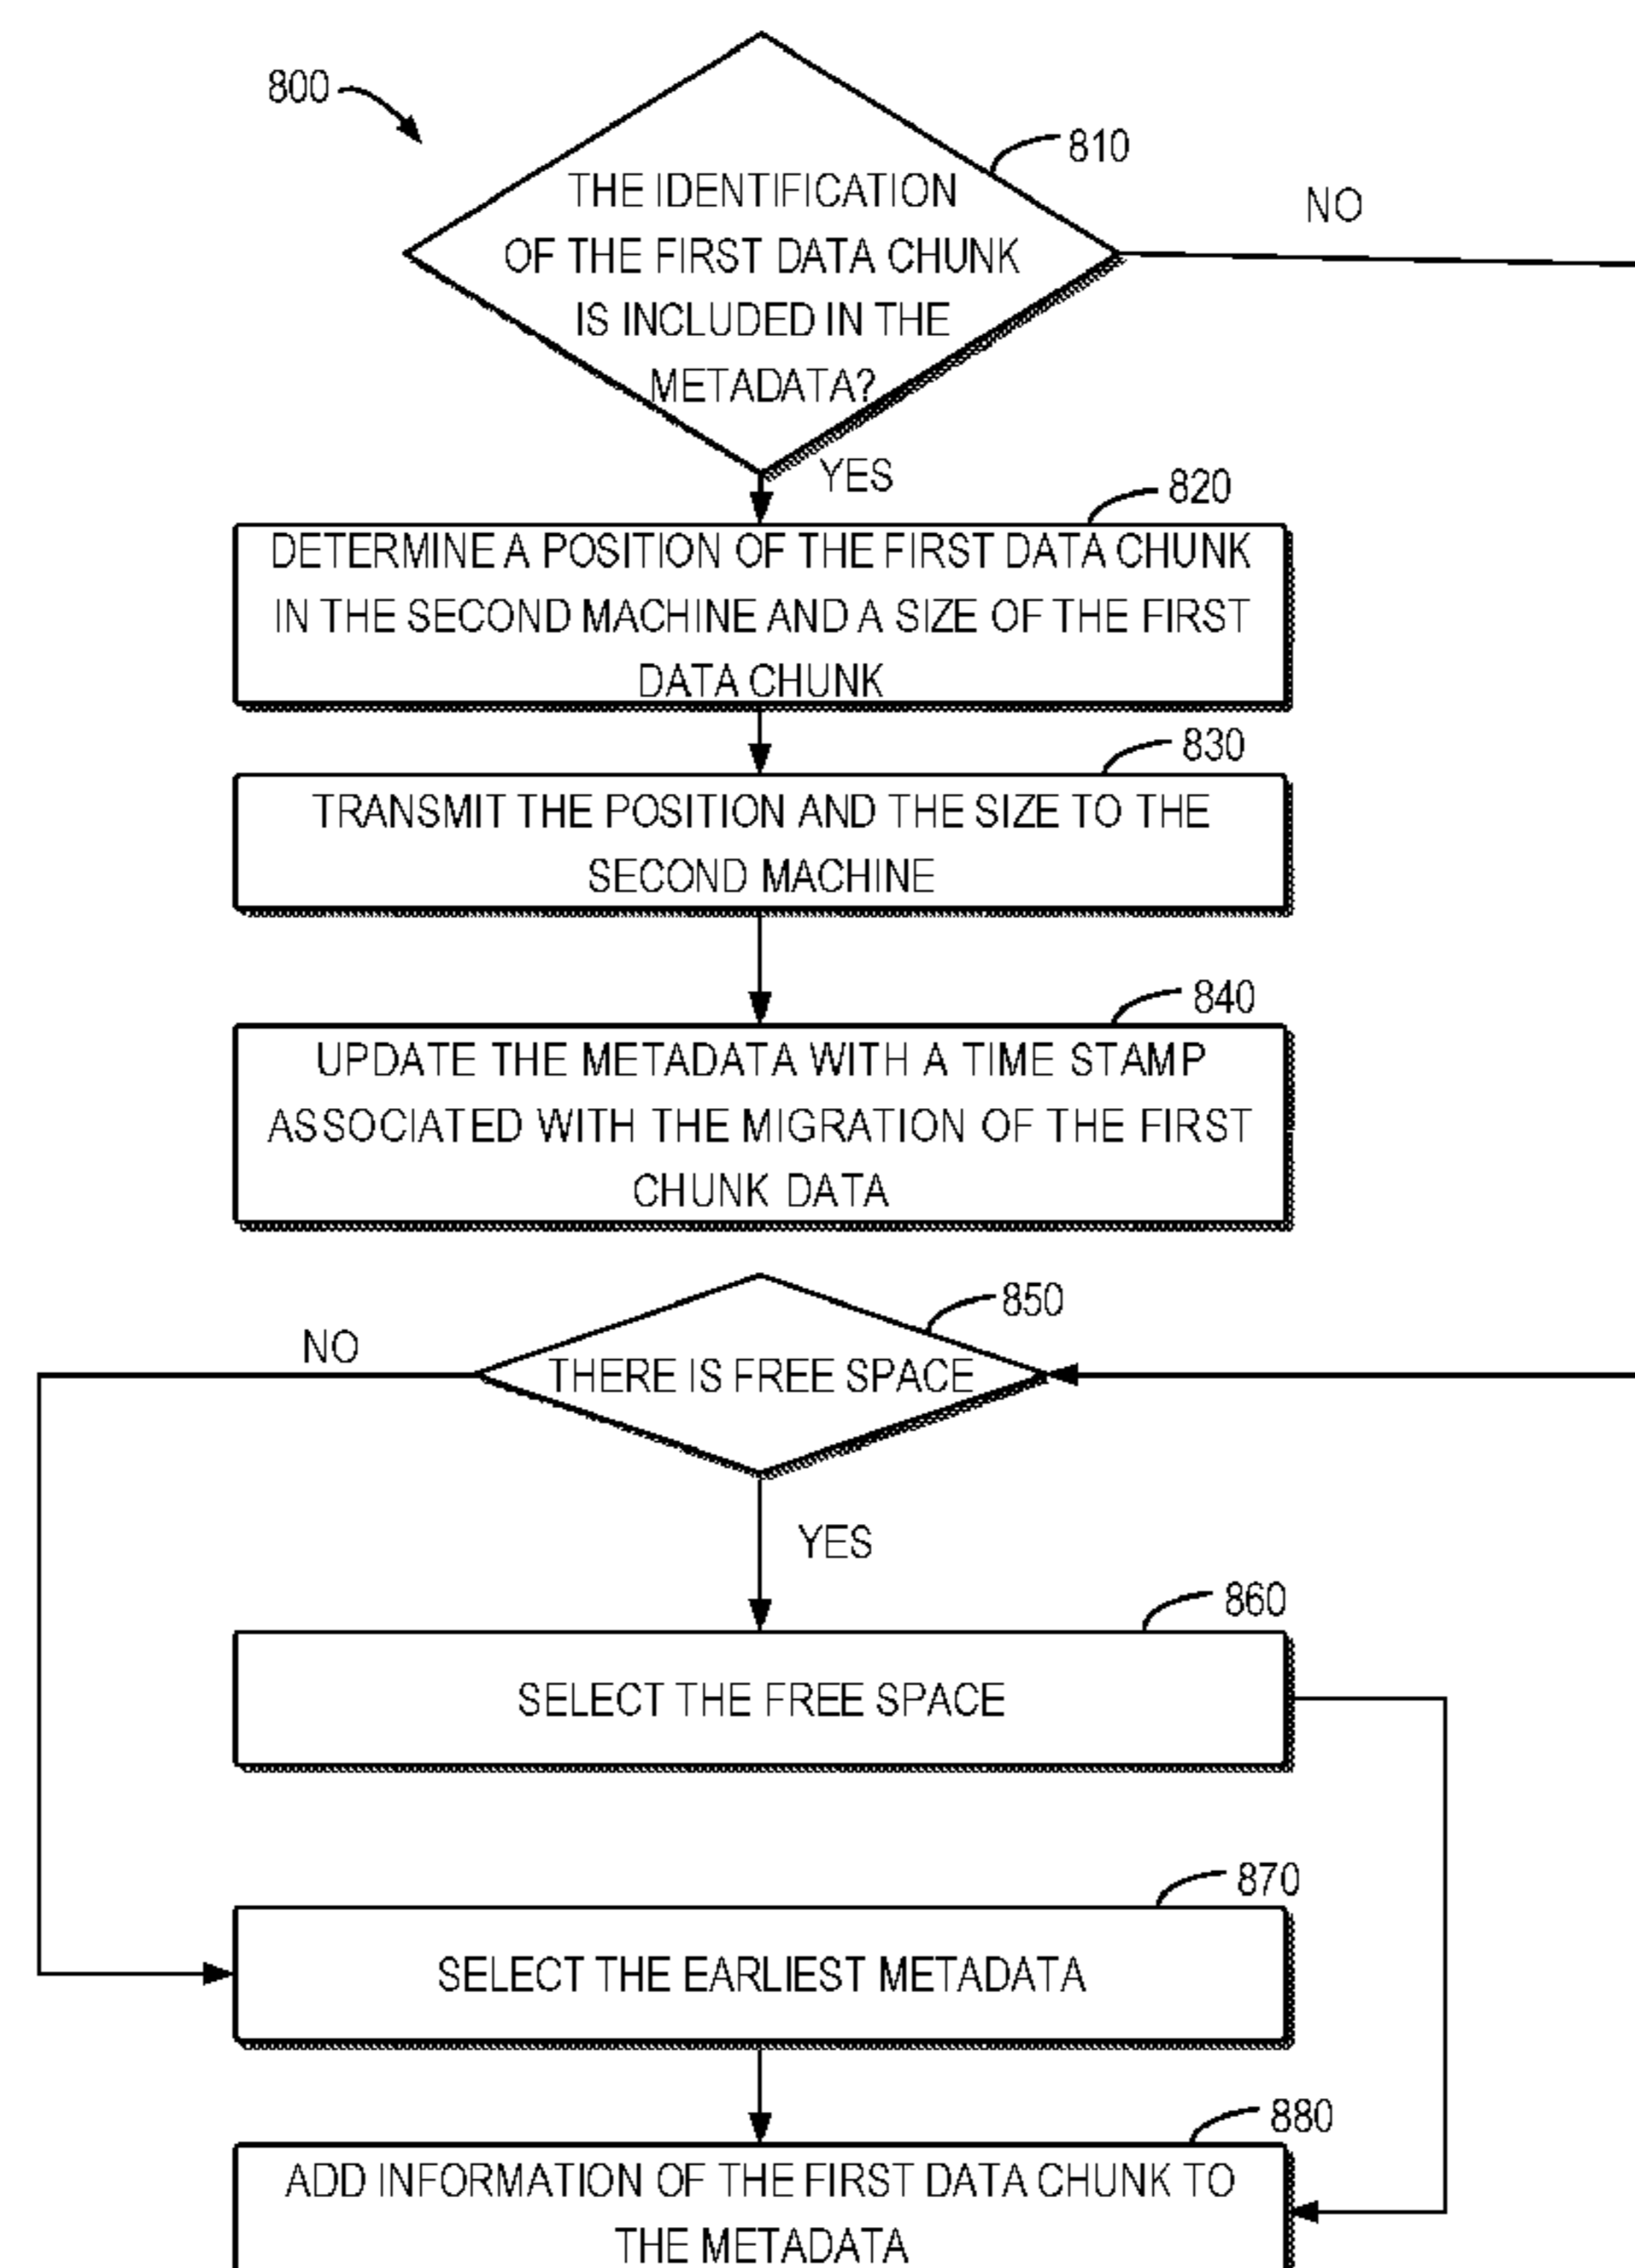 800
810
THE IDENTIFICATION
OF THE FIRST DATA CHUNK
IS INCLUDED IN THE
METADATA?
NO
YES
820
DETERMINE A POSITION OF THE FIRST DATA CHUNK
IN THE SECOND MACHINE AND A SIZE OF THE FIRST
DATA CHUNK
830
TRANSMIT THE POSITION AND THE SIZE TO THE
SECOND MACHINE
840
UPDATE THE METADATA WITH A TIME STAMP
ASSOCIATED WITH THE MIGRATION OF THE FIRST
CHUNK DATA
850
NO
THERE IS FREE SPACE
YES
860
SELECT THE FREE SPACE
870
SELECT THE EARLIEST METADATA
880
ADD INFORMATION OF THE FIRST DATA CHUNK TO
THE METADATA